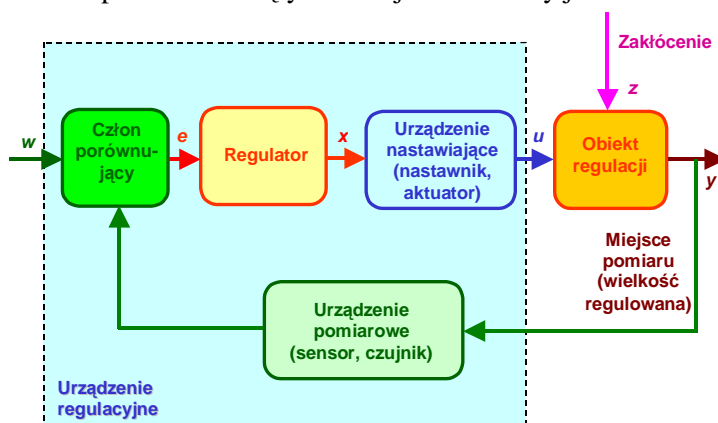 Zakłócenie
z
w
Człon
porównu-
jący
e
Regulator
x
Urządzenie
nastawiające
(nastawnik,
aktuator)
u
Obiekt
regulacji
y
Miejsce
pomiaru
(wielkość
regulowana)
Urządzenie
pomiarowe
(sensor, czujnik)
Urządzenie
regulacyjne